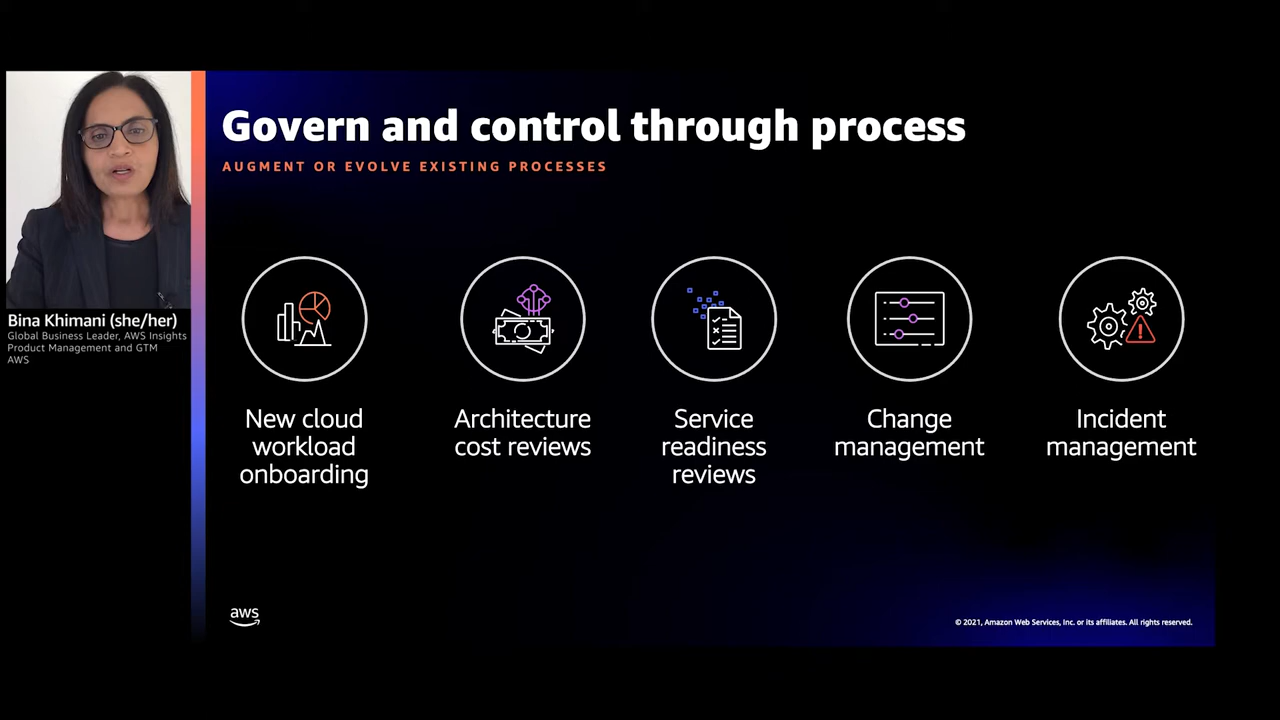 Govern and control through process
AUGMENT OR EVOLVE EXISTING PROCESSES
Bina Khimani (she/her)
Global Business Leader, AWS Insights
Product Management and GTM
AWS
New cloud
workload
onboarding
Architecture
cost reviews
Service
readiness
reviews
Change
management
Incident
management
aws
© 2021, Amazon Web Services, Inc. or its affiliates. All rights reserved.